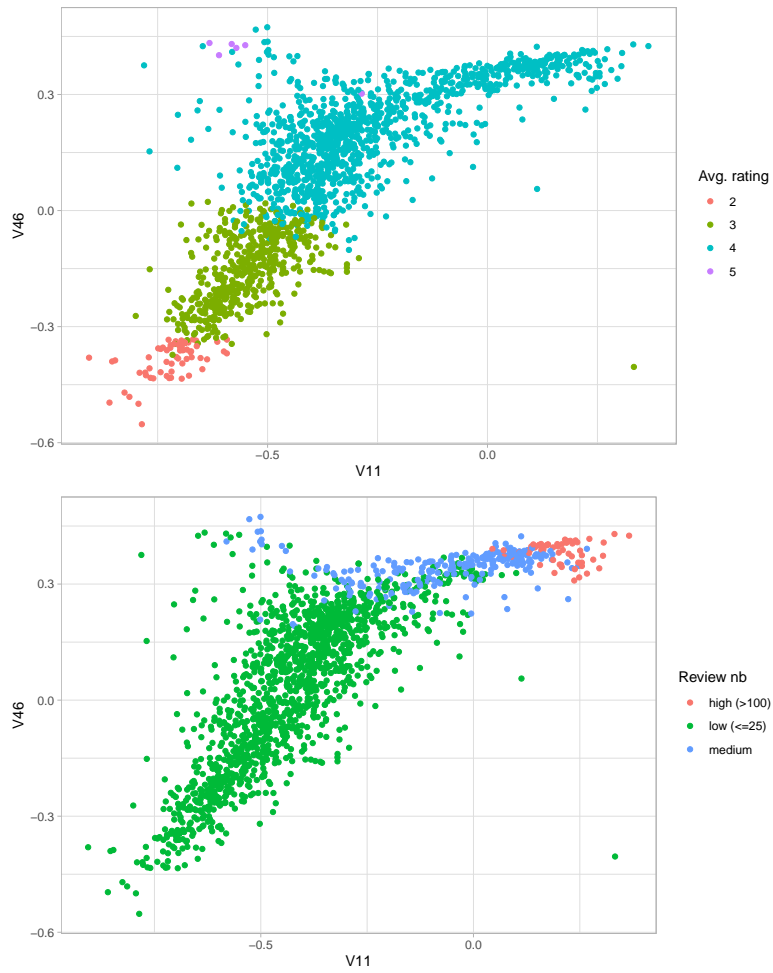 0.3
0.0
−0.3
−0.6
V46
−0.5
0.0
V11
Avg. rating
2
3
4
5
0.3
0.0
−0.3
−0.6
V46
−0.5
0.0
V11
Review nb
high (>100)
low (<=25)
medium